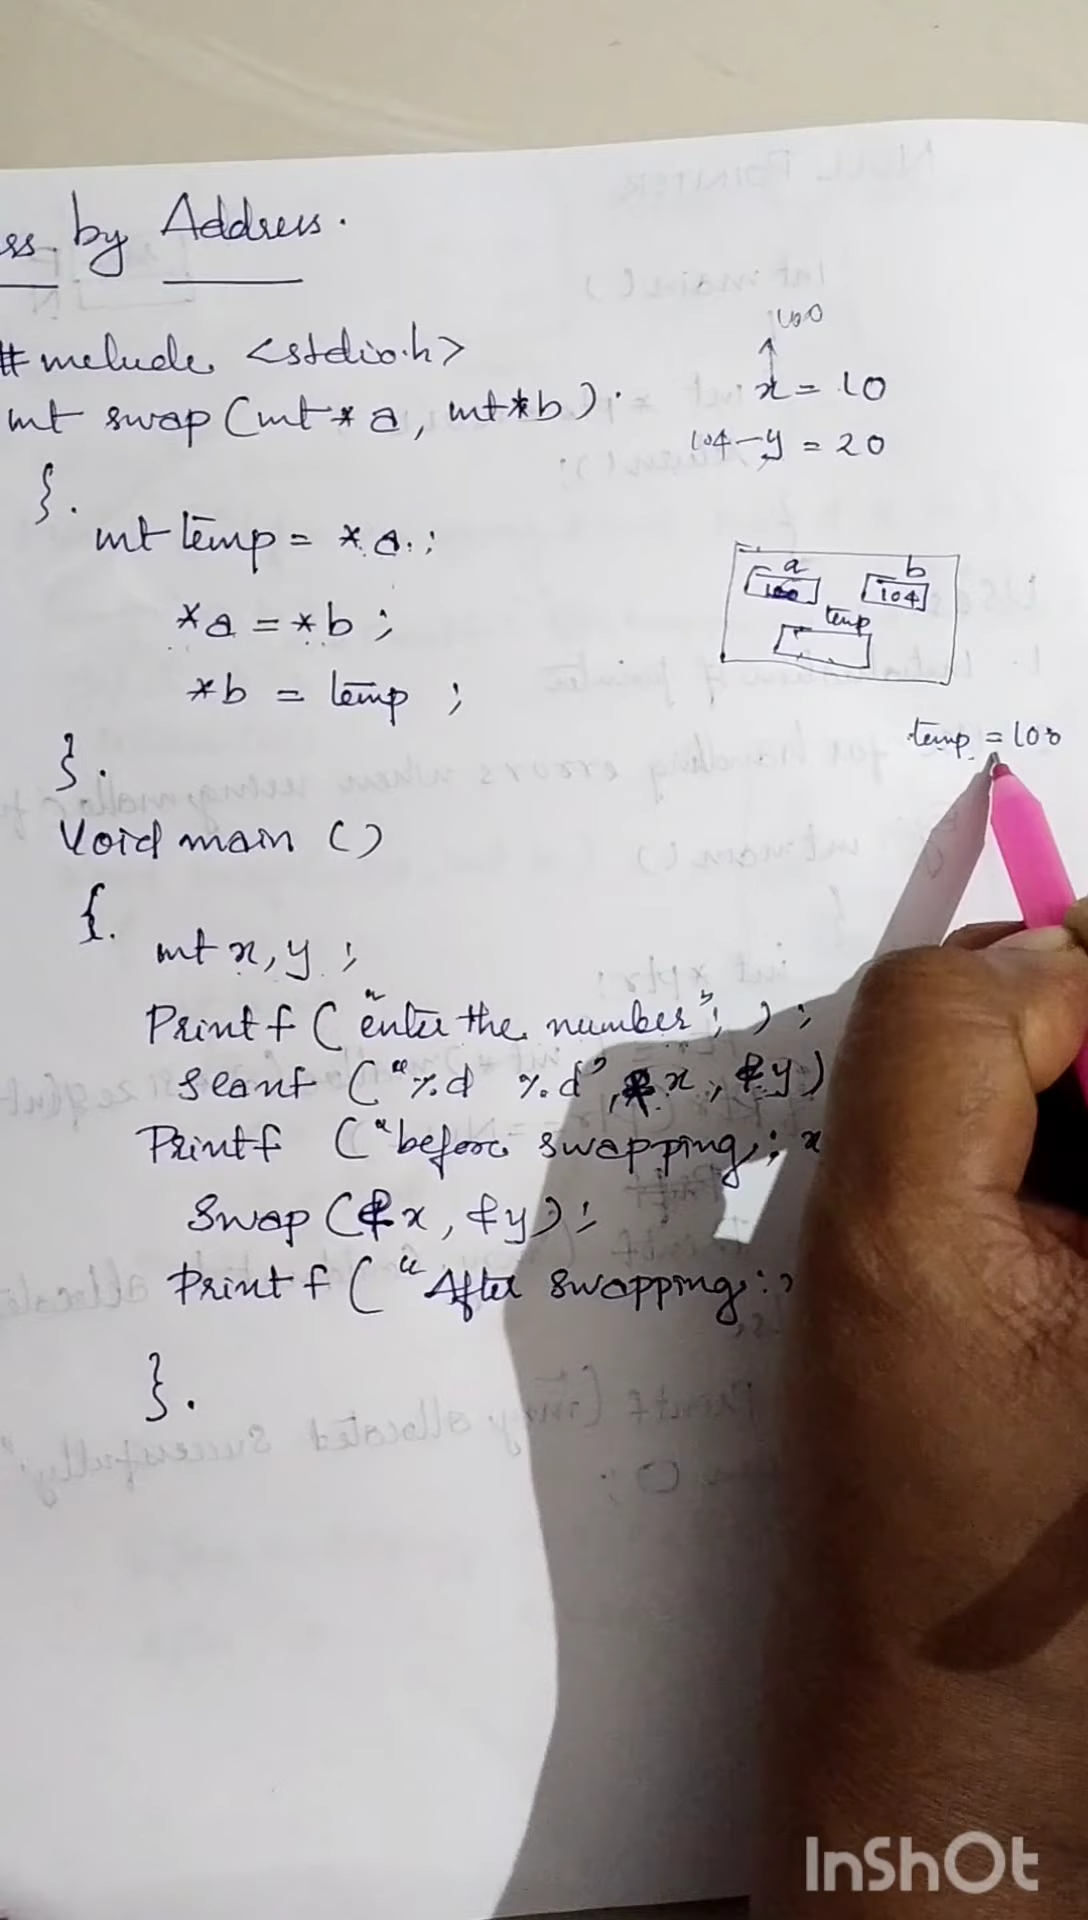 ss by Address.
#include <stdio.h>
int swap (int * a, int *b).
}.
int temp = *a. ;
*a = *b ;
*b = temp ;
}.
Void main ()
{.
int x, y ;
Printf ( "enter the number" ; ) ;
Scanf ( "%d %d" , & x , & y )
Printf ( "before swapping : x
Swap ( & x , & y ) ;
Printf ( " After swapping :
}.
100
x = 10
104 - y = 20
a b
100 104
temp
temp = 100
InShOt